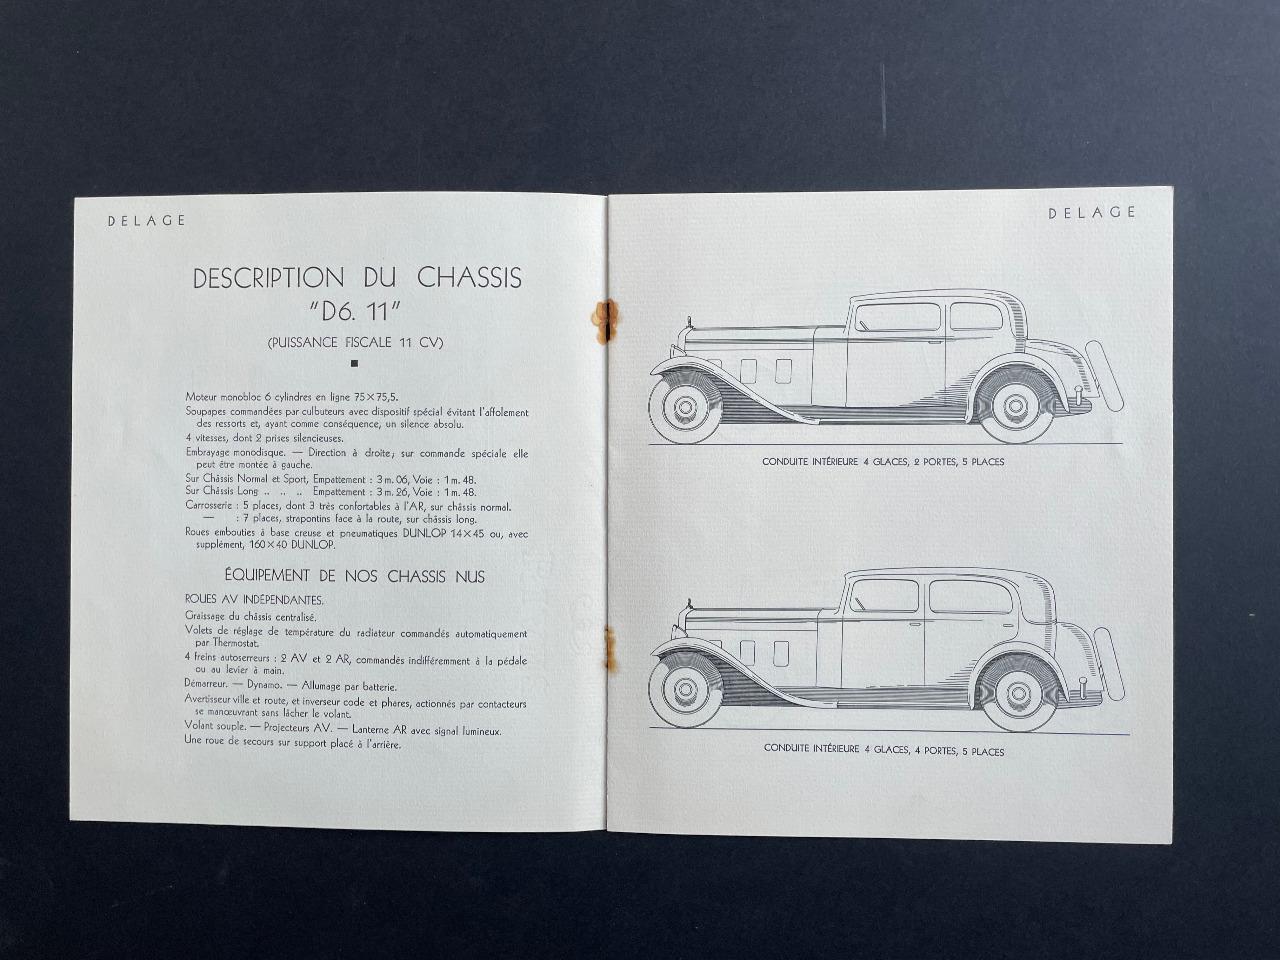 DELAGE
DESCRIPTION DU CHASSIS
"D6. 11"
(PUISSANCE FISCALE 11 CV)
Moteur monobloc 6 cylindres en ligne 75×75,5.
Soupapes commandées par culbuteurs avec dispositif spécial évitant l'affolement
des ressorts et, ayant comme conséquence, un silence absolu.
4 vitesses, dont 2 prises silencieuses.
Embrayage monodisque. — Direction à droite; sur commande spéciale elle
peut être montée à gauche.
Sur Châssis Normal et Sport, Empattement : 3 m. 06, Voie : 1 m. 48.
Sur Châssis Long .. .. .. Empattement : 3 m. 26, Voie : 1 m. 48.
Carrosserie : 5 places, dont 3 très confortables à l'AR, sur châssis normal.
— : 7 places, strapontins face à la route, sur châssis long.
Roues embouties à base creuse et pneumatiques DUNLOP 14×45 ou, avec
supplément, 160×40 DUNLOP.
ÉQUIPEMENT DE NOS CHASSIS NUS
ROUES AV INDÉPENDANTES.
Graissage du châssis centralisé.
Volets de réglage de température du radiateur commandés automatiquement
par Thermostat.
4 freins autoserreurs : 2 AV et 2 AR, commandés indifféremment à la pédale
ou au levier à main.
Démarreur. — Dynamo. — Allumage par batterie.
Avertisseur ville et route, et inverseur code et phares, actionnés par contacteurs
se manœuvrant sans lâcher le volant.
Volant souple. — Projecteurs AV. — Lanterne AR avec signal lumineux.
Une roue de secours sur support placé à l'arrière.
DELAGE
CONDUITE INTÉRIEURE 4 GLACES, 2 PORTES, 5 PLACES
CONDUITE INTÉRIEURE 4 GLACES, 4 PORTES, 5 PLACES